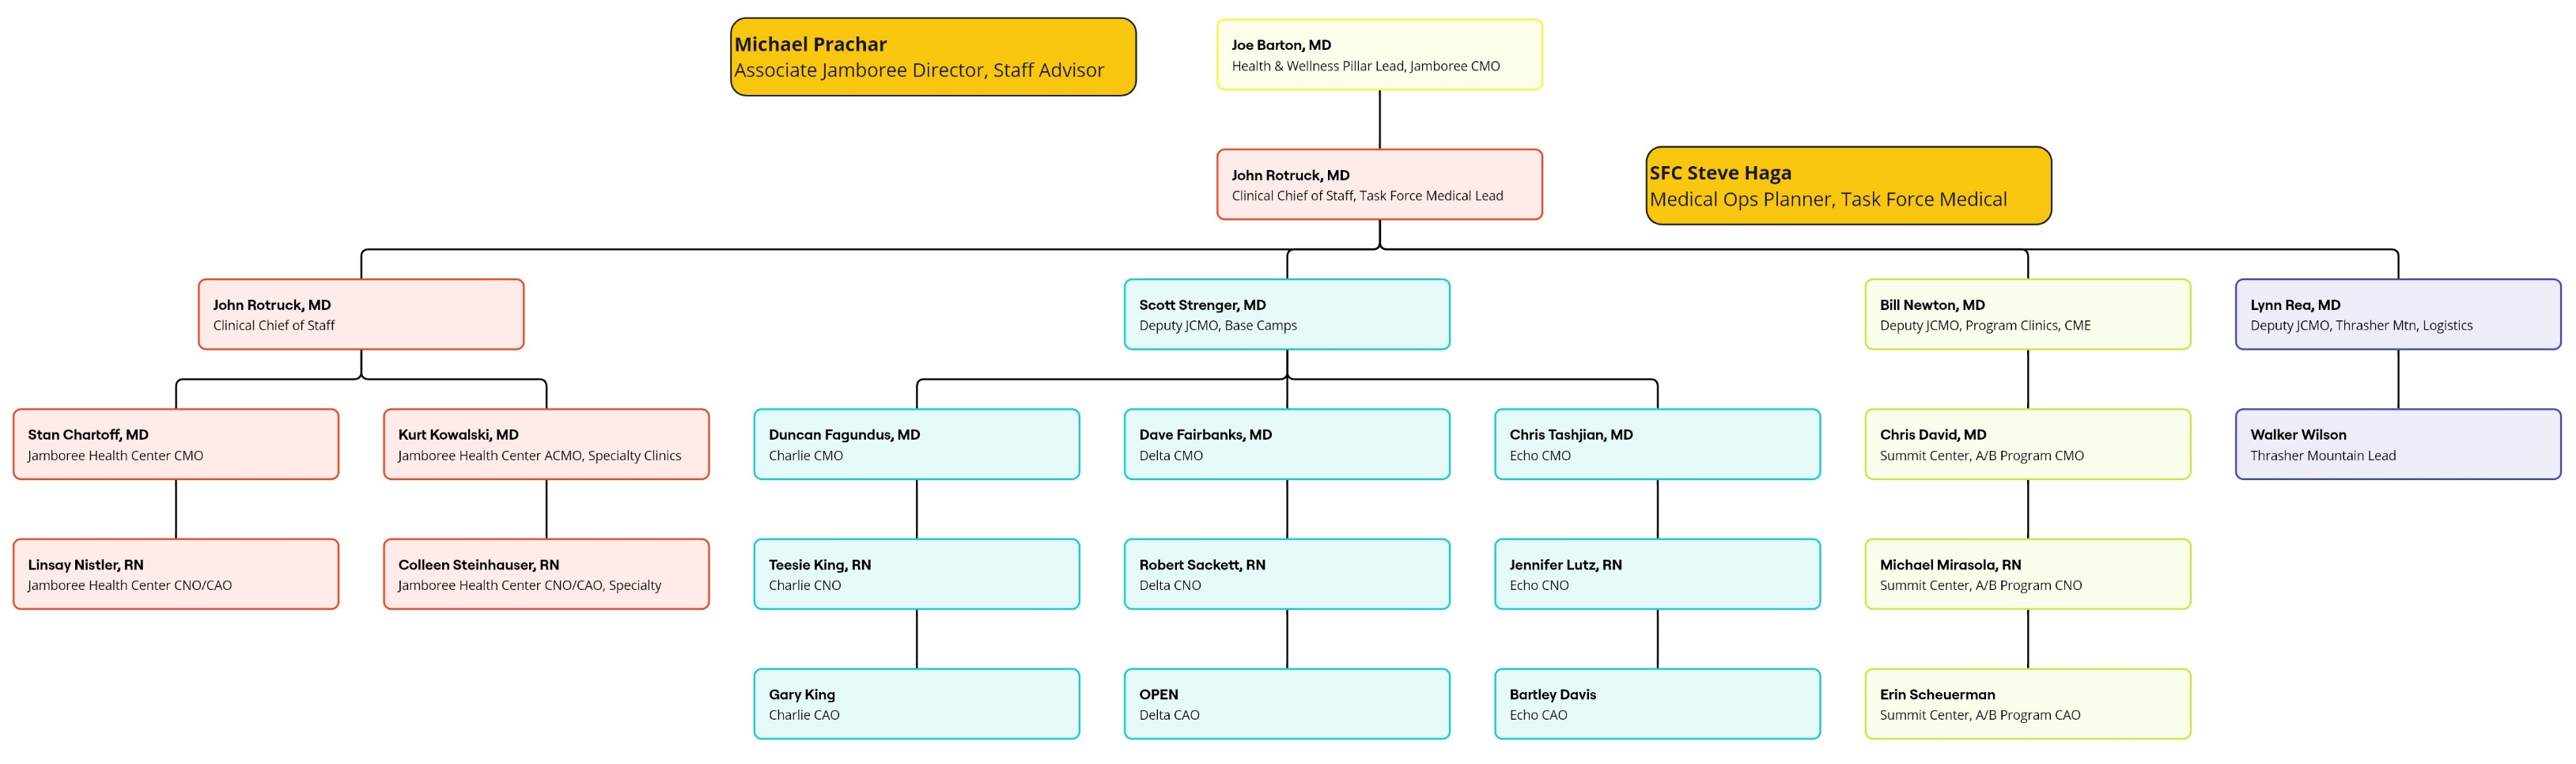 Michael Prachar
Associate Jamboree Director, Staff Advisor
Joe Barton, MD
Health & Wellness Pillar Lead, Jamboree CMO
John Rotruck, MD
Clinical Chief of Staff, Task Force Medical Lead
SFC Steve Haga
Medical Ops Planner, Task Force Medical
John Rotruck, MD
Clinical Chief of Staff
Scott Strenger, MD
Deputy JCMO, Base Camps
Bill Newton, MD
Deputy JCMO, Program Clinics, CME
Lynn Rea, MD
Deputy JCMO, Thrasher Mtn, Logistics
Stan Chartoff, MD
Jamboree Health Center CMO
Kurt Kowalski, MD
Jamboree Health Center ACMO, Specialty Clinics
Duncan Fagundus, MD
Charlie CMO
Dave Fairbanks, MD
Delta CMO
Chris Tashjian, MD
Echo CMO
Chris David, MD
Summit Center, A/B Program CMO
Walker Wilson
Thrasher Mountain Lead
Linsay Nistler, RN
Jamboree Health Center CNO/CAO
Colleen Steinhauser, RN
Jamboree Health Center CNO/CAO, Specialty
Teesie King, RN
Charlie CNO
Robert Sackett, RN
Delta CNO
Jennifer Lutz, RN
Echo CNO
Michael Mirasola, RN
Summit Center, A/B Program CNO
Gary King
Charlie CAO
OPEN
Delta CAO
Bartley Davis
Echo CAO
Erin Scheuerman
Summit Center, A/B Program CAO